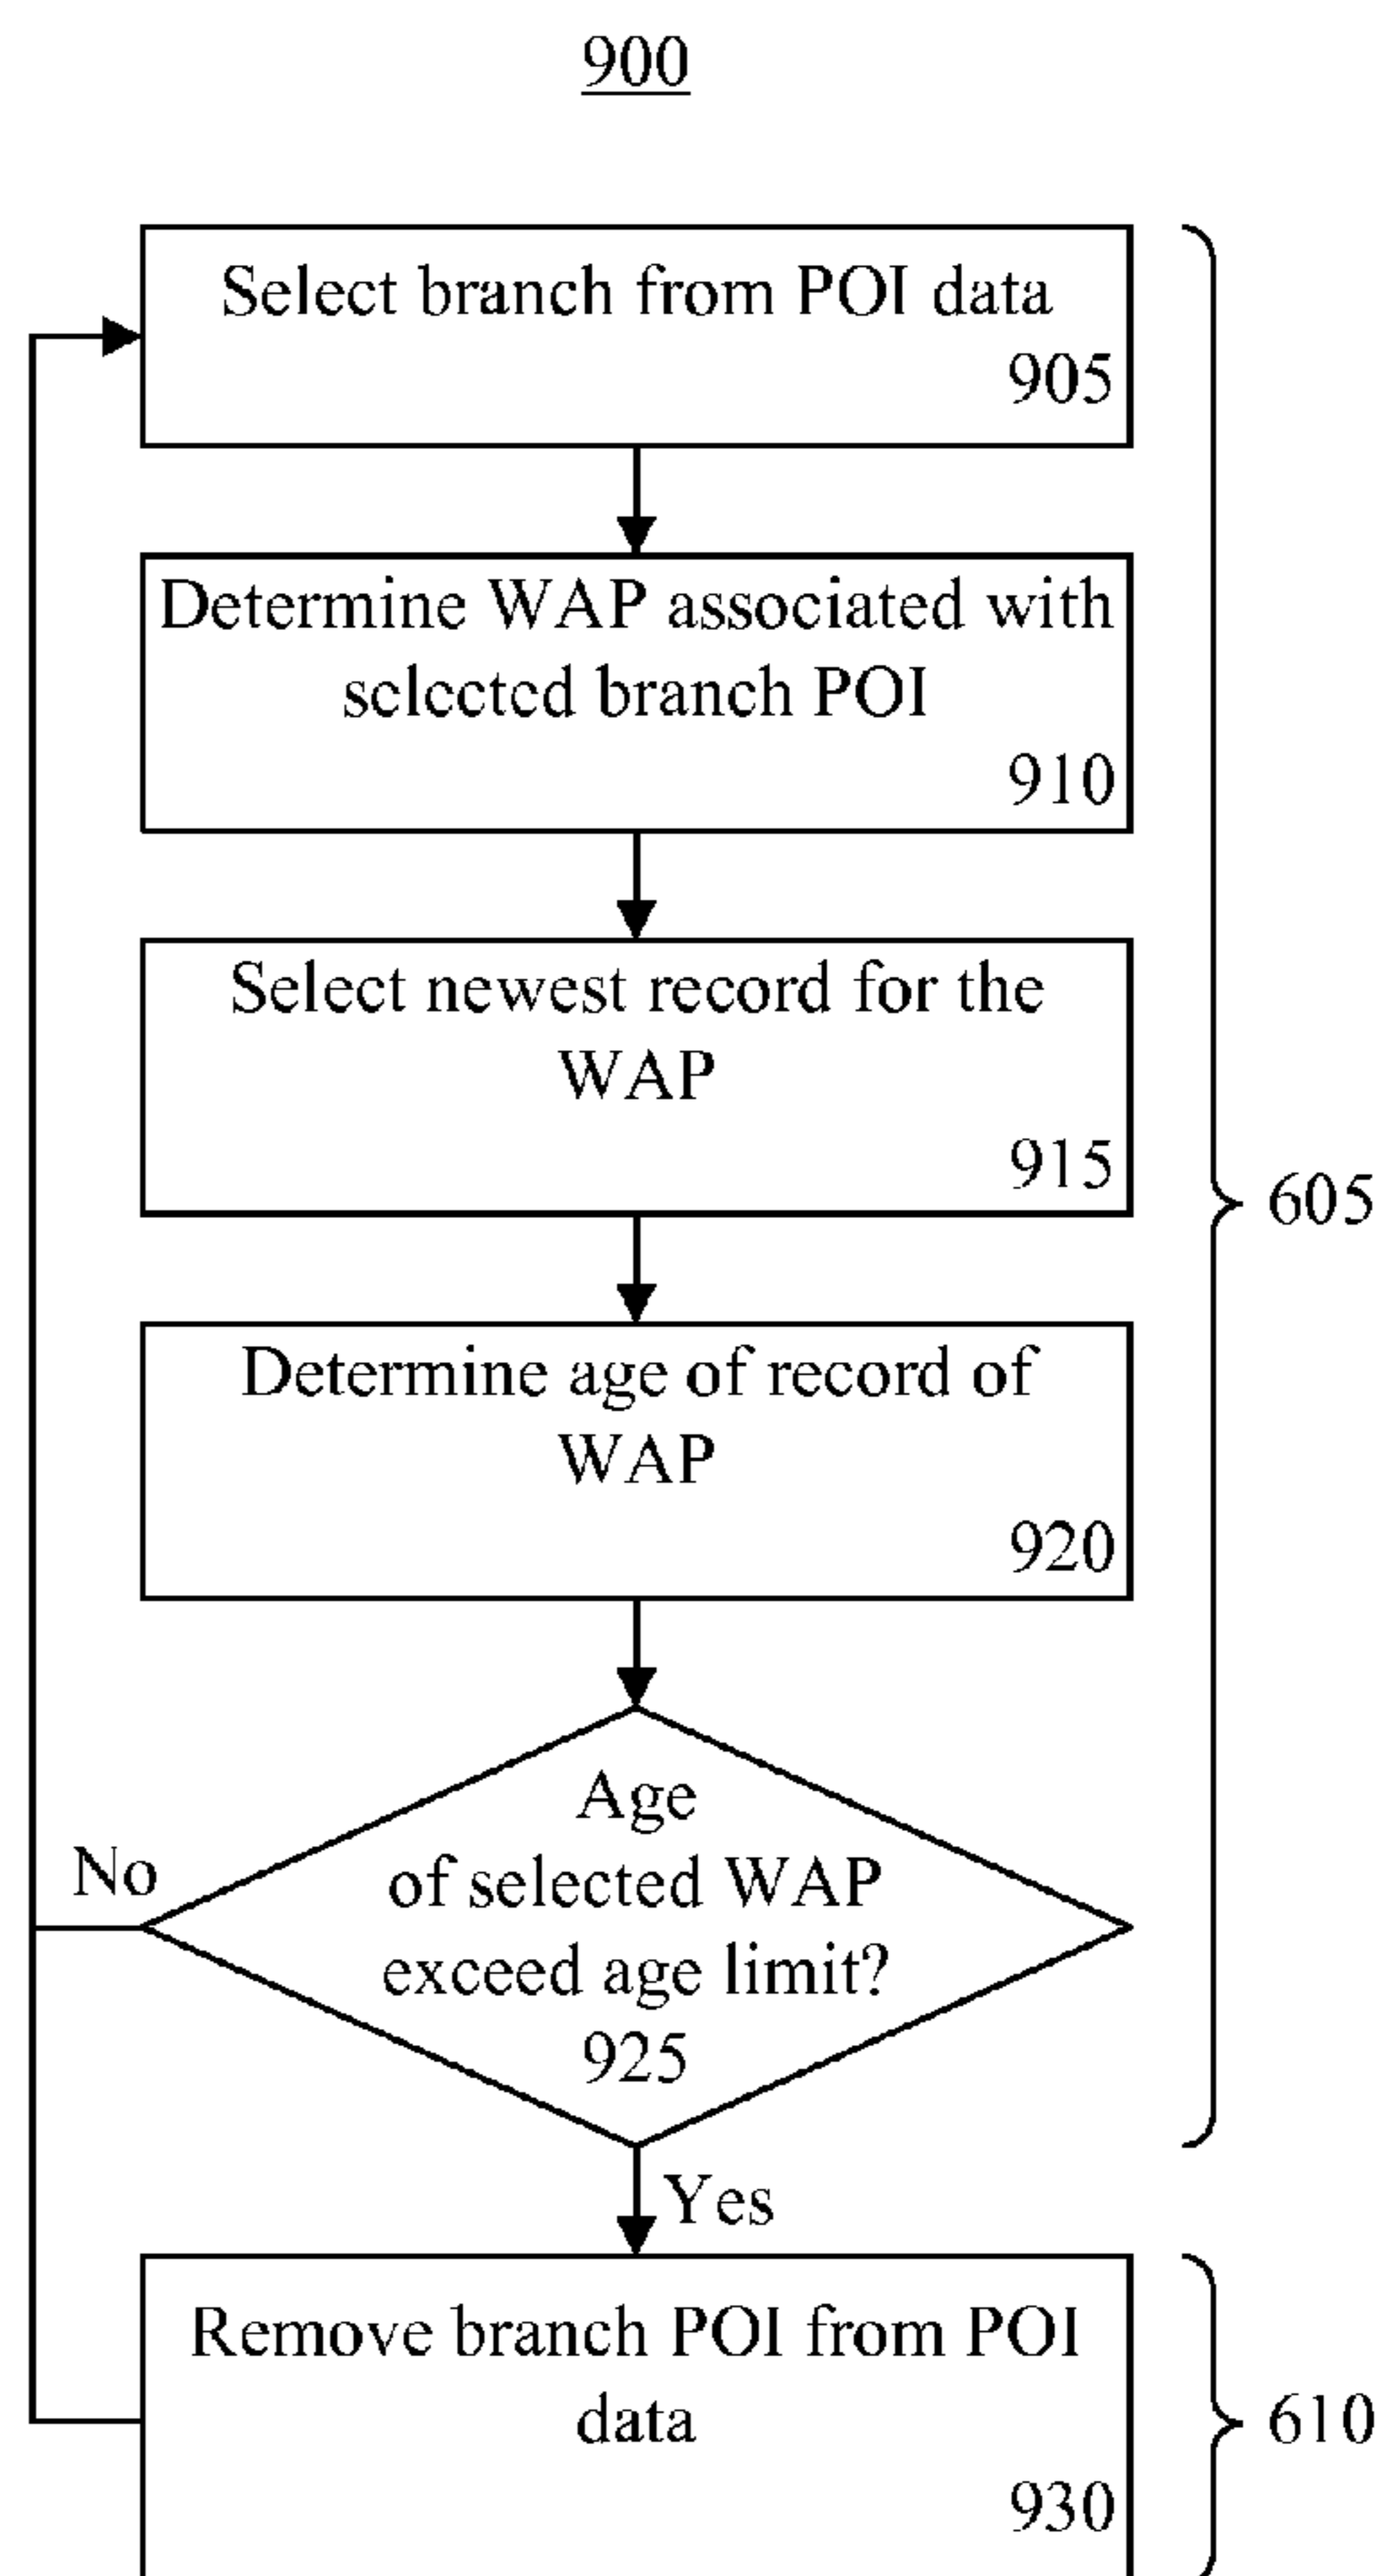 900
Select branch from POI data
905
Determine WAP associated with
selected branch POI
910
Select newest record for the
WAP
915
605
Determine age of record of
WAP
920
Age
of selected WAP
exceed age limit?
925
No
Yes
Remove branch POI from POI
data
610
930